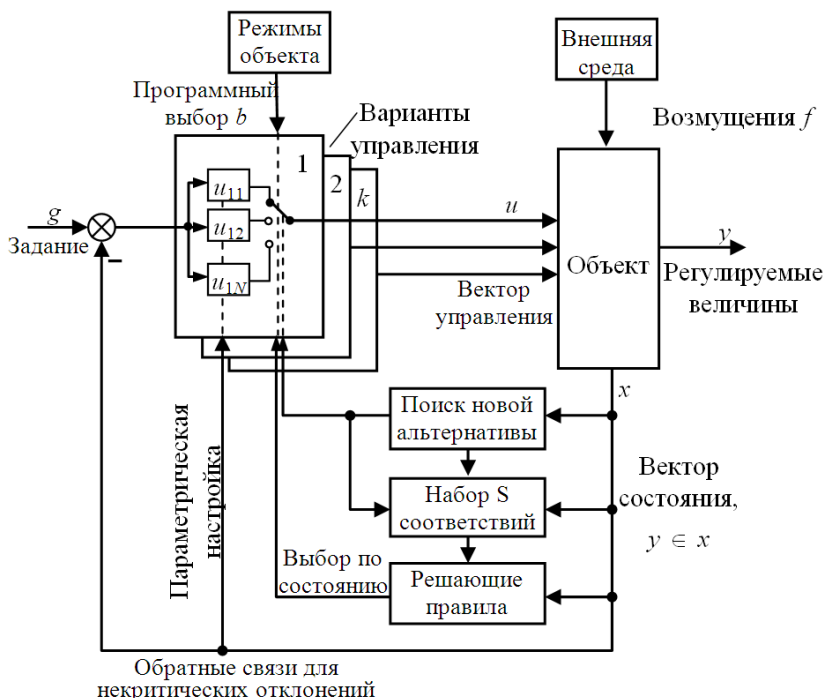 Режимы
объекта
Внешняя
среда
Программный
выбор b
Варианты
управления
Возмущения f
1
2
k
u11
u12
u1N
g
Задание
–
u
Вектор
управления
Объект
y
Регулируемые
величины
x
Поиск новой
альтернативы
Набор S
соответствий
Решающие
правила
Вектор
состояния,
y ∈ x
Параметрическая
настройка
Выбор по
состоянию
Обратные связи для
некритических отклонений